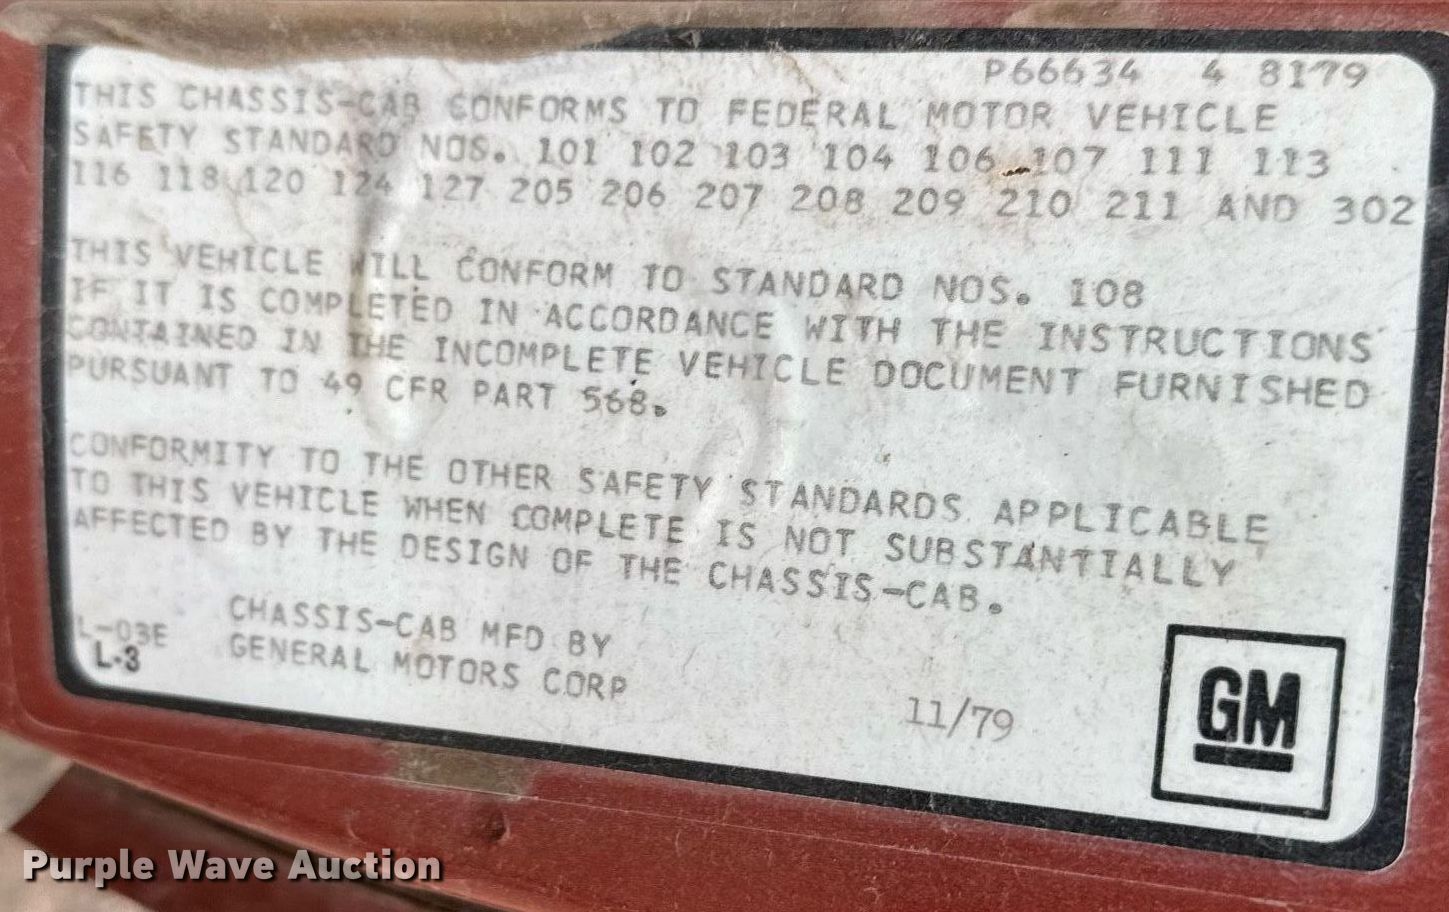 P66634 4 8179
THIS CHASSIS-CAB CONFORMS TO FEDERAL MOTOR VEHICLE
SAFETY STANDARD NOS. 101 102 103 104 106 107 111 113
116 118 120 124 127 205 206 207 208 209 210 211 AND 302
THIS VEHICLE WILL CONFORM TO STANDARD NOS. 108
IF IT IS COMPLETED IN ACCORDANCE WITH THE INSTRUCTIONS
CONTAINED IN THE INCOMPLETE VEHICLE DOCUMENT FURNISHED
PURSUANT TO 49 CFR PART 568.
CONFORMITY TO THE OTHER SAFETY STANDARDS APPLICABLE
TO THIS VEHICLE WHEN COMPLETE IS NOT SUBSTANTIALLY
AFFECTED BY THE DESIGN OF THE CHASSIS-CAB.
CHASSIS-CAB MFD BY
GENERAL MOTORS CORP
L-03E
L-3
11/79
GM
Purple Wave Auction